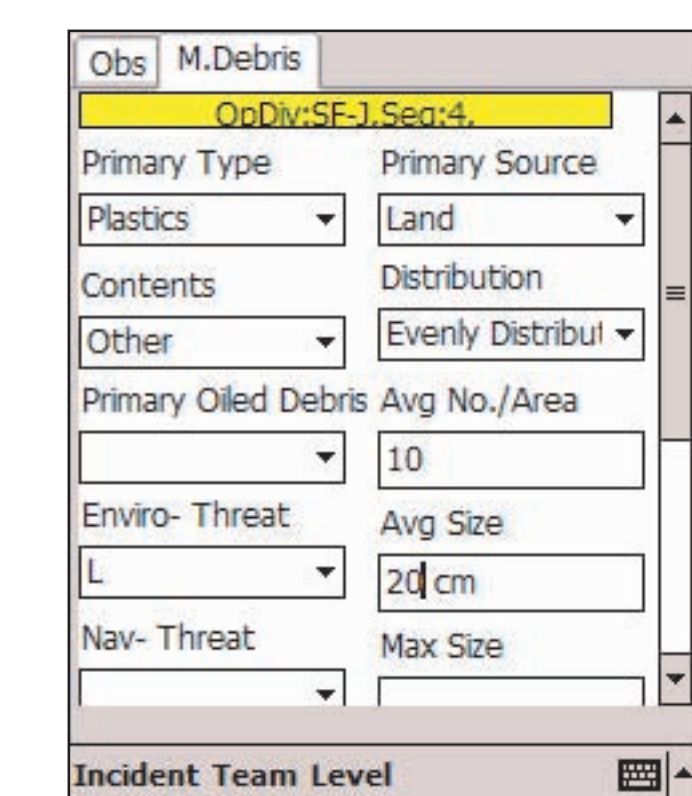 Obs M.Debris
OpDiv:SF-J,Seg:4,
Primary Type Primary Source
Plastics Land
Contents Distribution
Other Evenly Distribut
Primary Oiled Debris Avg No./Area
10
Enviro- Threat Avg Size
L 20 cm
Nav- Threat Max Size
Incident Team Level